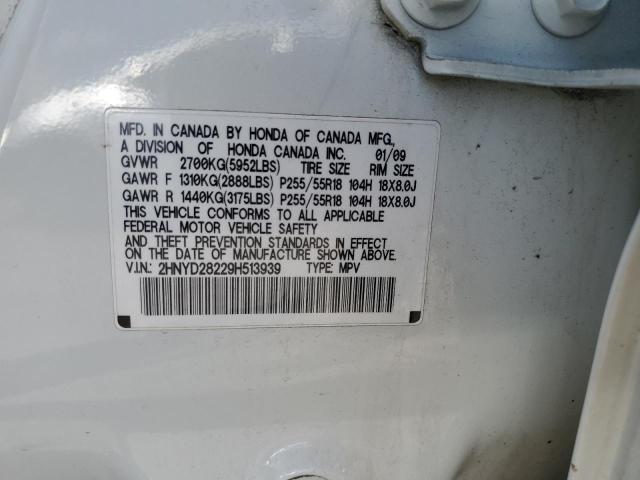 MFD. IN CANADA BY HONDA OF CANADA MFG.,
A DIVISION OF HONDA CANADA INC. 01/09
GVWR 2700KG(5952LBS) TIRE SIZE RIM SIZE
GAWR F 1310KG(2888LBS) P255/55R18 104H 18X8.0J
GAWR R 1440KG(3175LBS) P255/55R18 104H 18X8.0J
THIS VEHICLE CONFORMS TO ALL APPLICABLE
FEDERAL MOTOR VEHICLE SAFETY
AND THEFT PREVENTION STANDARDS IN EFFECT
ON THE DATE OF MANUFACTURE SHOWN ABOVE.
V.I.N.: 2HNYD28229H513939 TYPE: MPV